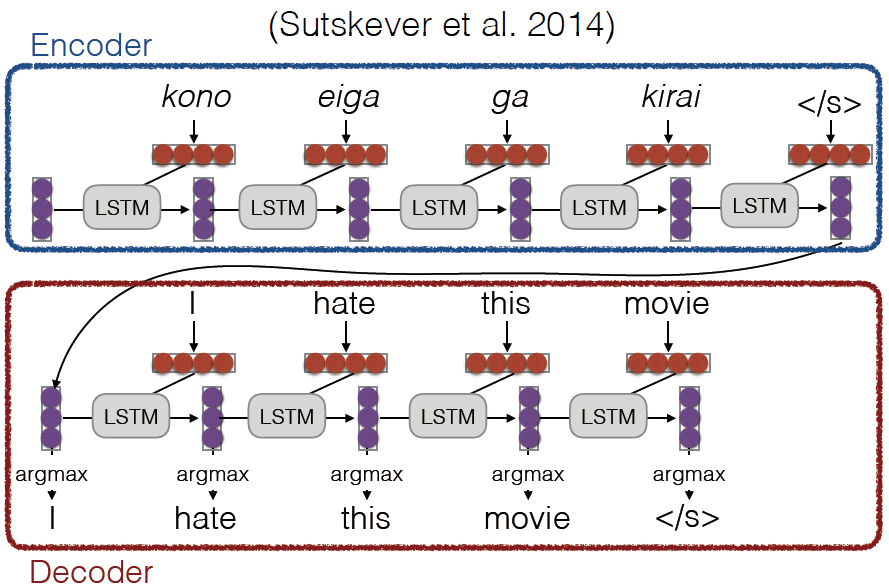 (Sutskever et al. 2014)
Encoder
kono eiga ga kirai </s>
LSTM LSTM LSTM LSTM LSTM
I hate this movie
LSTM LSTM LSTM LSTM
argmax argmax argmax argmax argmax
I hate this movie </s>
Decoder